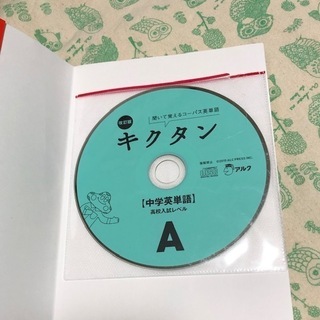 改訂版
聞いて覚えるコーパス英単語
キクタン
アルク
【中学英単語】
高校入試レベル
A